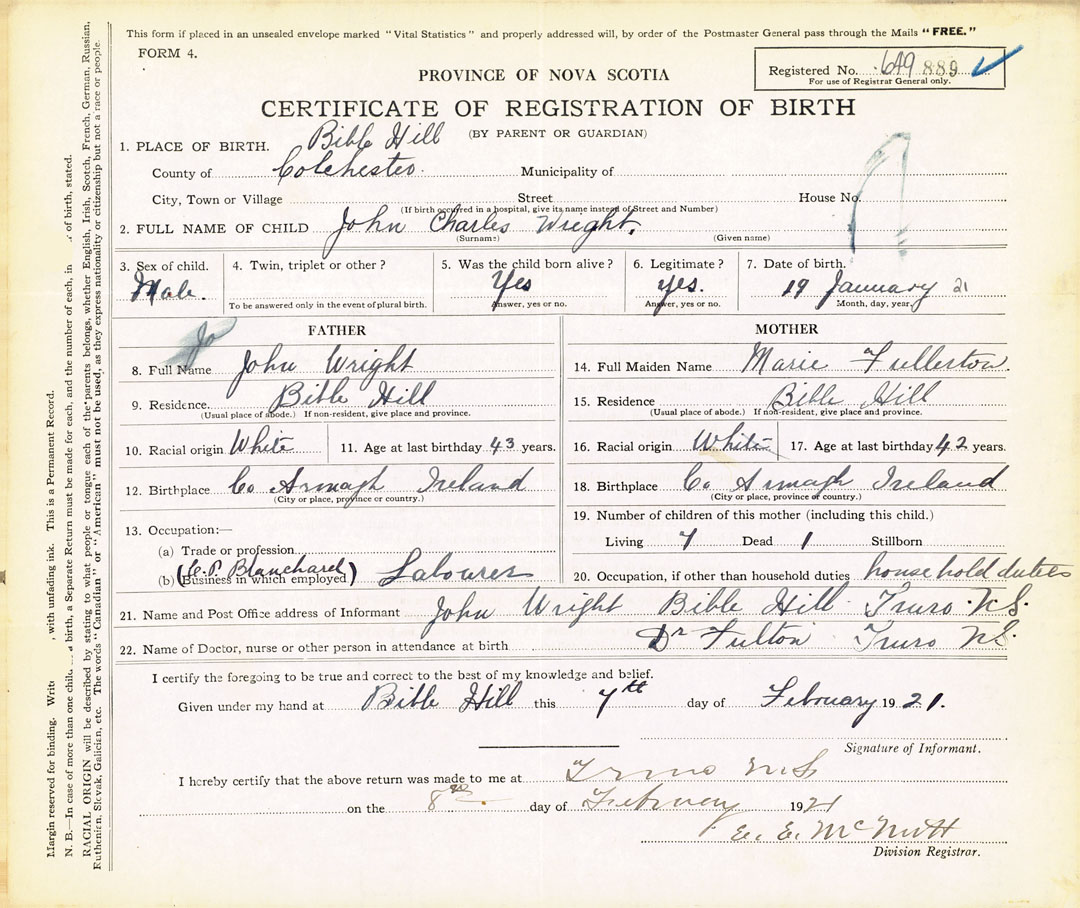 This form if placed in an unsealed envelope marked "Vital Statistics" and properly addressed will, by order of the Postmaster General pass through the Mails "FREE."
FORM 4.
Registered No. 649 889
For use of Registrar General only.
PROVINCE OF NOVA SCOTIA
CERTIFICATE OF REGISTRATION OF BIRTH
(BY PARENT OR GUARDIAN)
1. PLACE OF BIRTH. Bible Hill
County of Colchester. Municipality of
City, Town or Village Street House No.
(If birth occurred in a hospital, give its name instead of Street and Number)
2. FULL NAME OF CHILD John Charles Wright.
(Surname) (Given name)
3. Sex of child. 4. Twin, triplet or other? 5. Was the child born alive? 6. Legitimate? 7. Date of birth.
Male. Yes yes. 19 January 21
To be answered only in the event of plural birth. Answer, yes or no. Answer, yes or no. Month, day, year.
FATHER
Jo
8. Full Name John Wright
9. Residence. Bible Hill
(Usual place of abode.) If non-resident, give place and province.
10. Racial origin White 11. Age at last birthday 43 years.
12. Birthplace Co Armagh Ireland
(City or place, province or country.)
13. Occupation:—
(a) Trade or profession
(C.P. Blanchard)
(b) Business in which employed Labourer
MOTHER
14. Full Maiden Name Marie Fullerton.
15. Residence Bible Hill
(Usual place of abode.) If non-resident, give place and province.
16. Racial origin White 17. Age at last birthday 42 years.
18. Birthplace Co Armagh Ireland
(City or place, province or country.)
19. Number of children of this mother (including this child.)
Living 7 Dead 1 Stillborn
20. Occupation, if other than household duties household duties
21. Name and Post Office address of Informant John Wright Bible Hill Truro N.S.
22. Name of Doctor, nurse or other person in attendance at birth Dr Fulton Truro NS.
I certify the foregoing to be true and correct to the best of my knowledge and belief.
Given under my hand at Bible Hill this 7th day of February 1921.
Signature of Informant.
I hereby certify that the above return was made to me at Truro N.S
on the 8th day of February 1921
E. E. McNutt
Division Registrar.
Margin reserved for binding. Write with unfading ink. This is a Permanent Record.
N. B.—In case of more than one child birth, a Separate Return must be made for each, and the number of each, in of birth, stated.
RACIAL ORIGIN will be described by stating to what people or tongue each of the parents belongs, whether English, Irish, Scotch, French, German, Russian,
Ruthenian, Slovak, Galician, etc. The words "Canadian" or "American" must not be used, as they express nationality or citizenship but not a race or people.